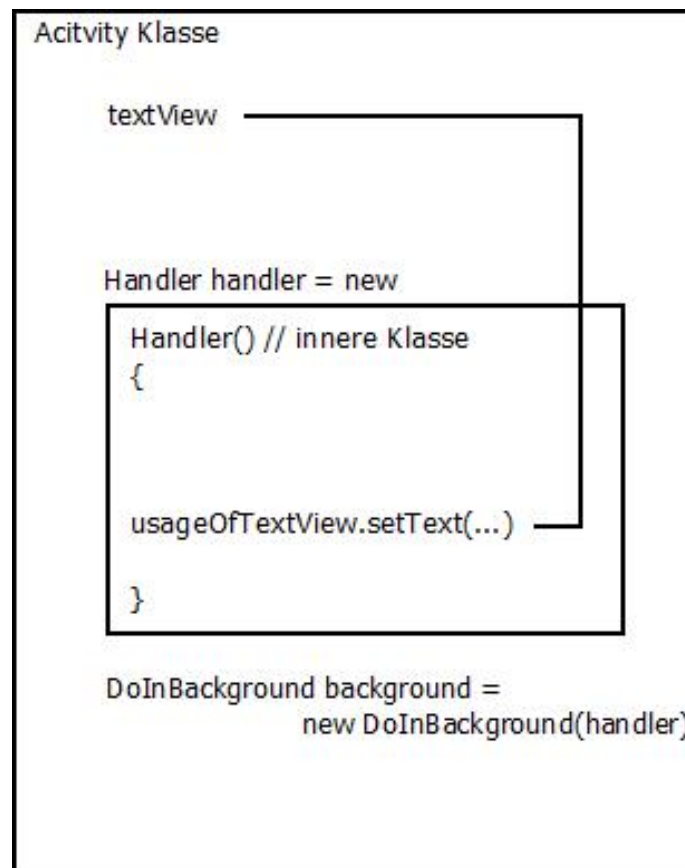 Acitvity Klasse
textView
Handler handler = new
Handler() // innere Klasse
{
usageOfTextView.setText(...)
}
DoInBackground background =
new DoInBackground(handler)